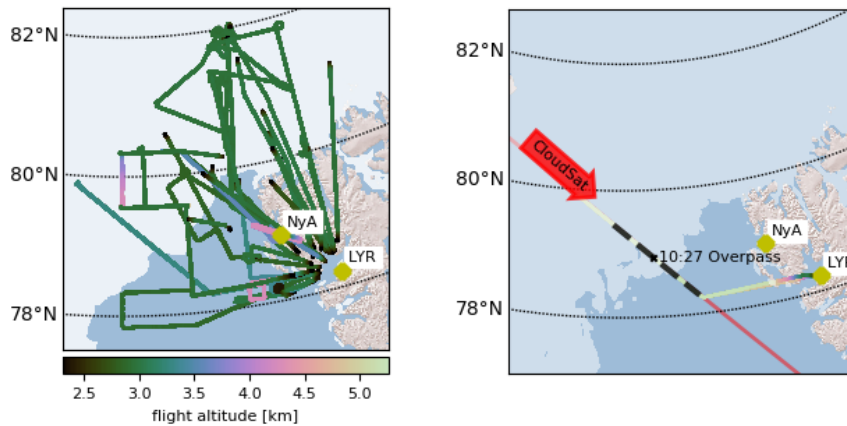 82°N
80°N
78°N
NyA
LYR
2.5 3.0 3.5 4.0 4.5 5.0
flight altitude [km]
82°N
80°N
78°N
CloudSat
NyA
10:27 Overpass
LYR